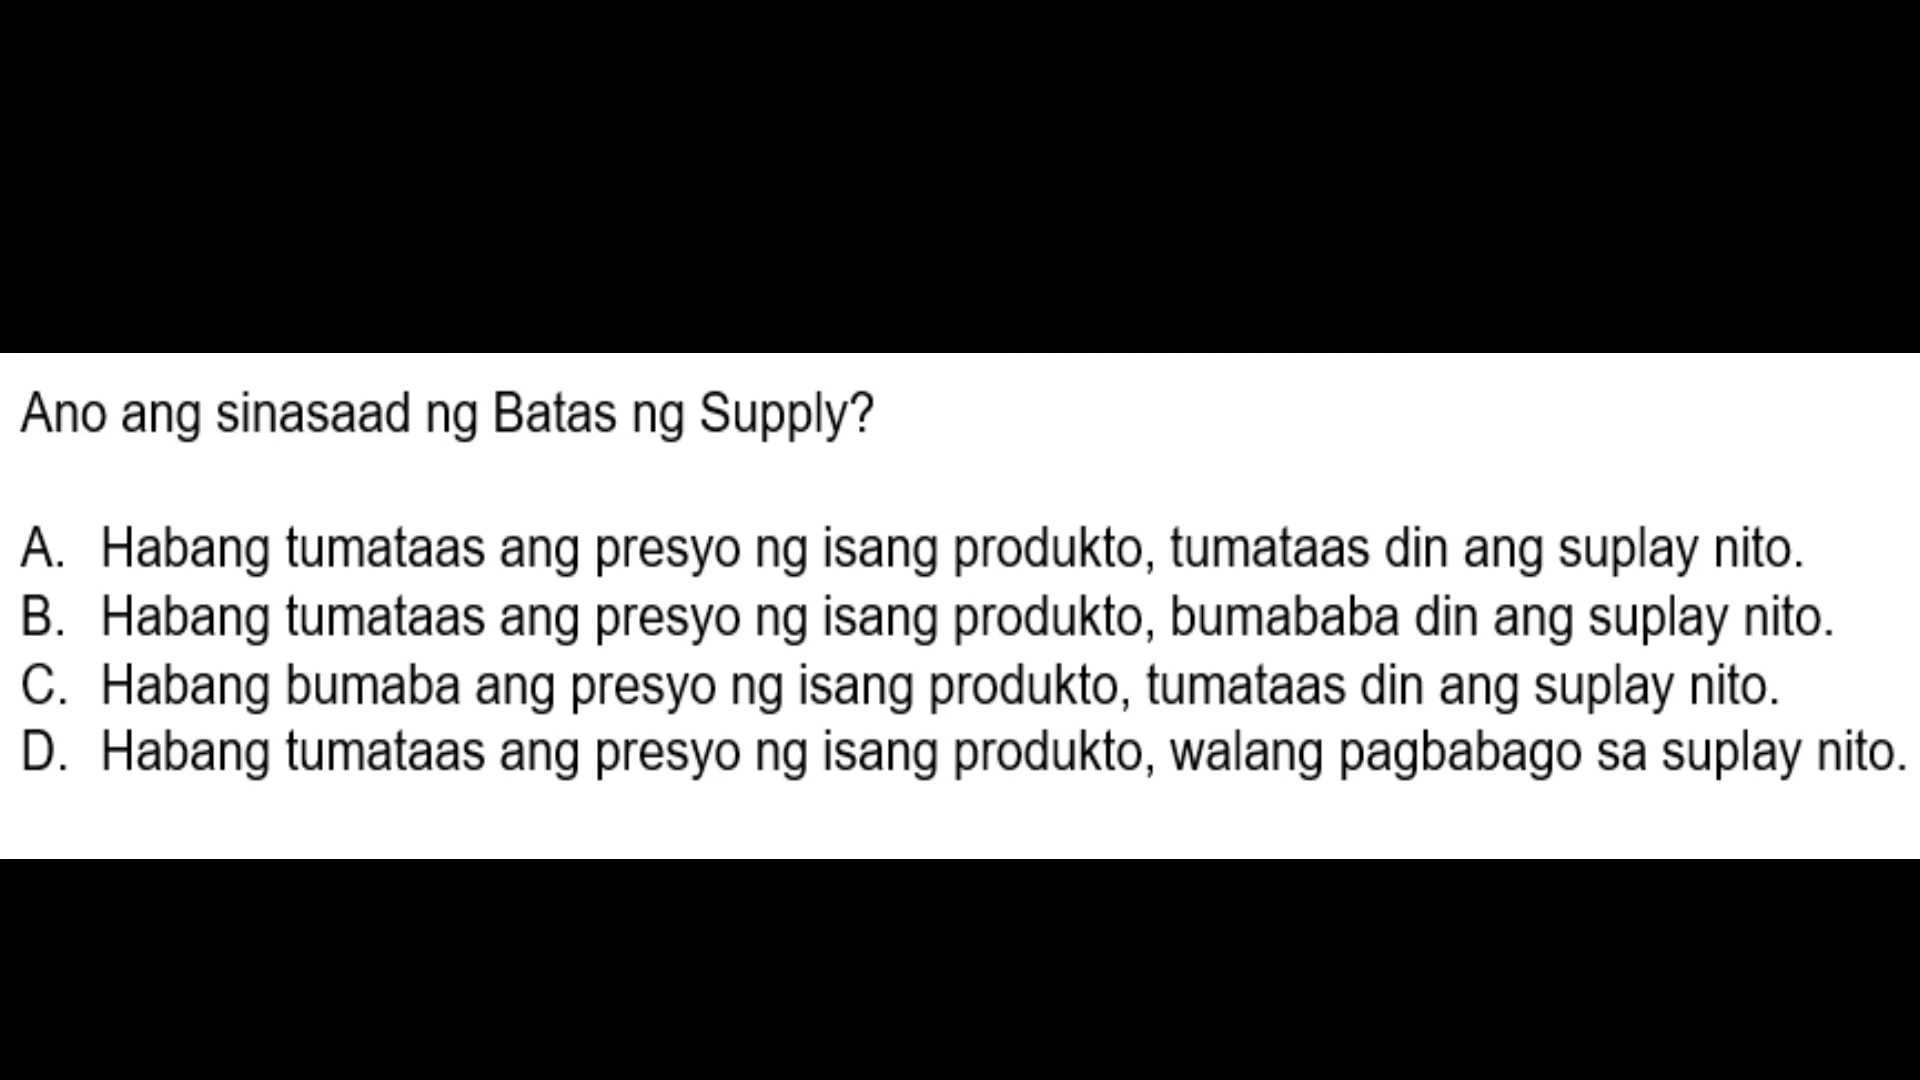 Ano ang sinasaad ng Batas ng Supply?
A. Habang tumataas ang presyo ng isang produkto, tumataas din ang suplay nito.
B. Habang tumataas ang presyo ng isang produkto, bumababa din ang suplay nito.
C. Habang bumaba ang presyo ng isang produkto, tumataas din ang suplay nito.
D. Habang tumataas ang presyo ng isang produkto, walang pagbabago sa suplay nito.